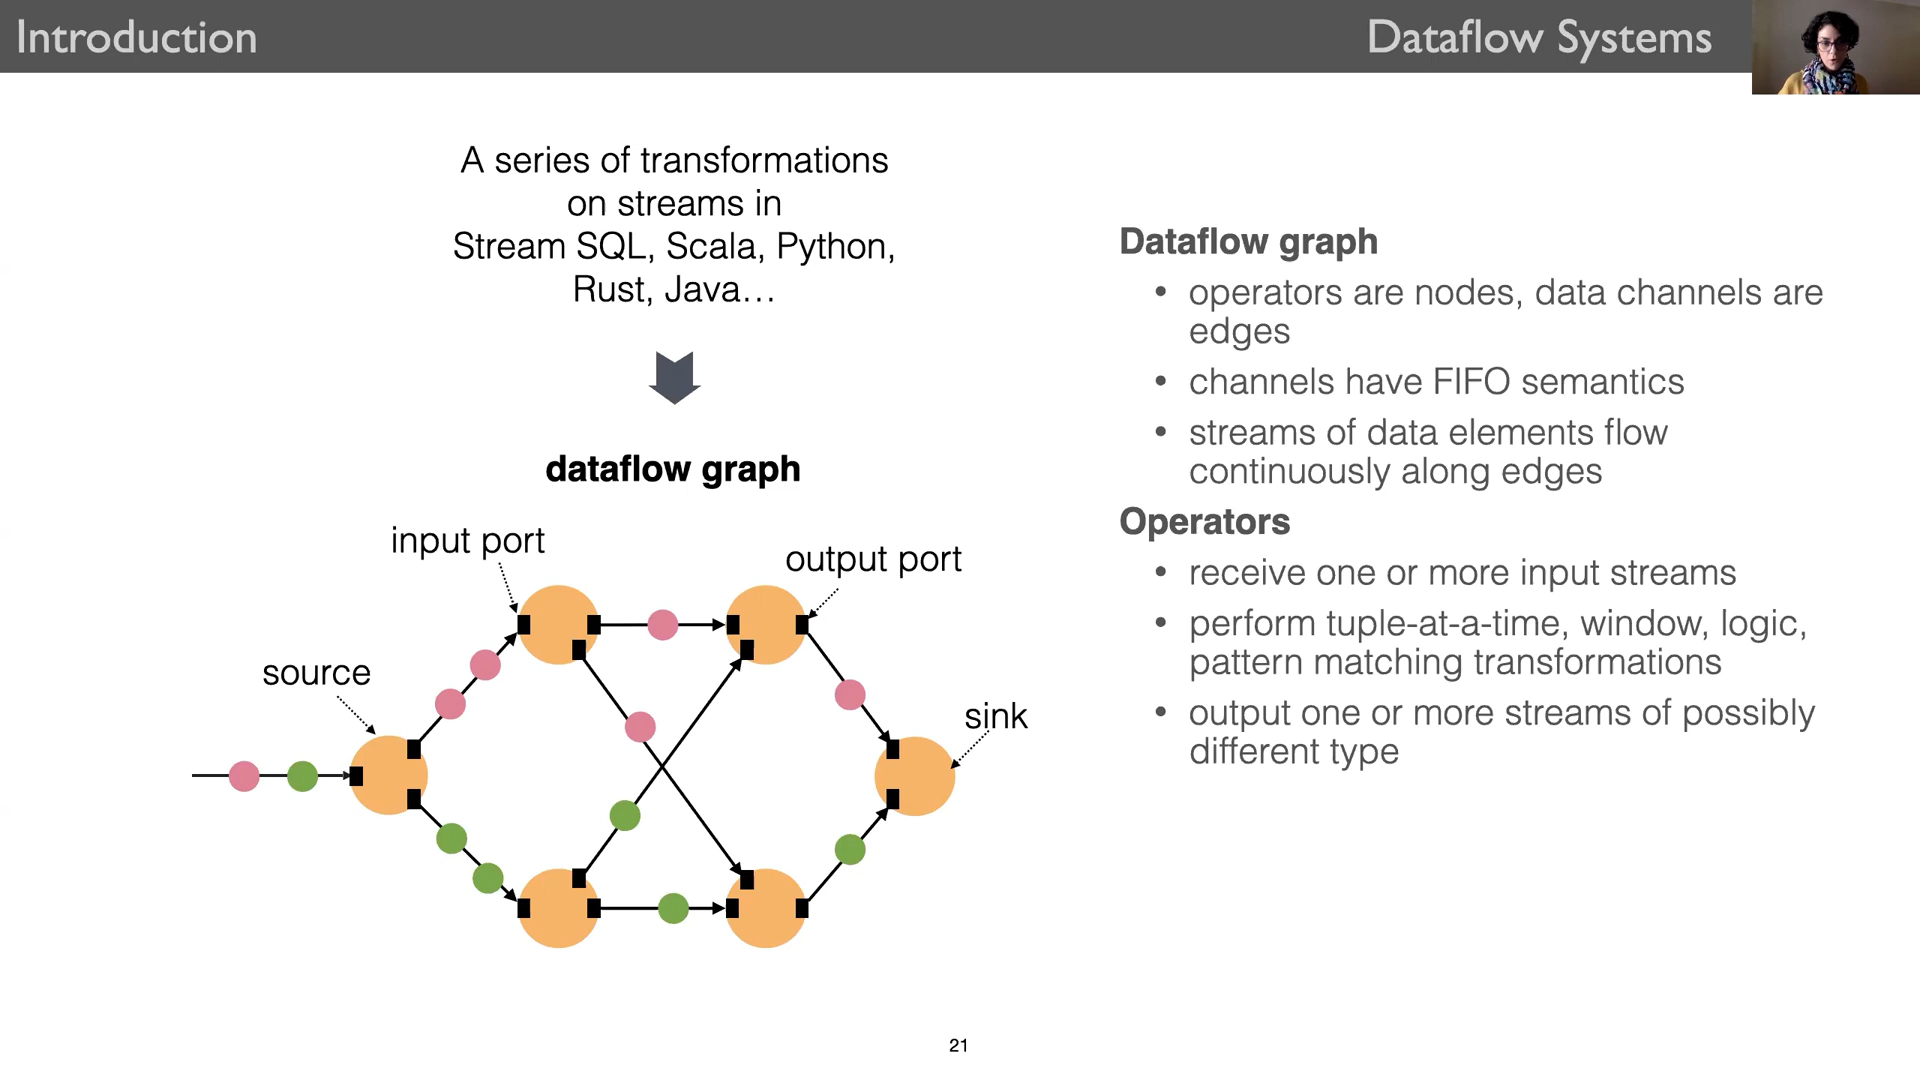 Introduction
Dataflow Systems
A series of transformations
on streams in
Stream SQL, Scala, Python,
Rust, Java…
dataflow graph
input port
output port
source
sink
Dataflow graph
• operators are nodes, data channels are
edges
• channels have FIFO semantics
• streams of data elements flow
continuously along edges
Operators
• receive one or more input streams
• perform tuple-at-a-time, window, logic,
pattern matching transformations
• output one or more streams of possibly
different type
21